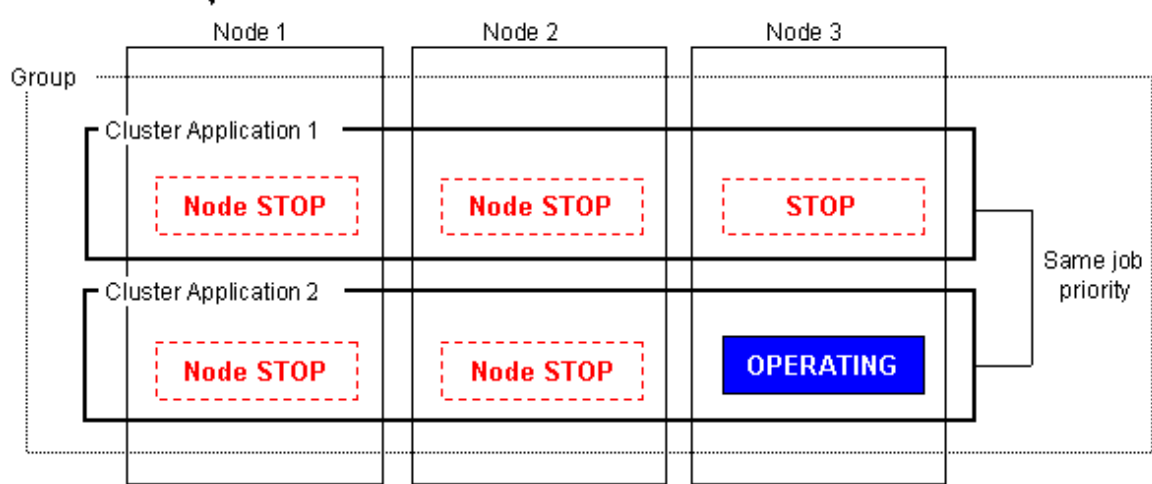 Node 1 Node 2 Node 3
Group
Cluster Application 1
Node STOP Node STOP STOP
Same job
priority
Cluster Application 2
Node STOP Node STOP OPERATING